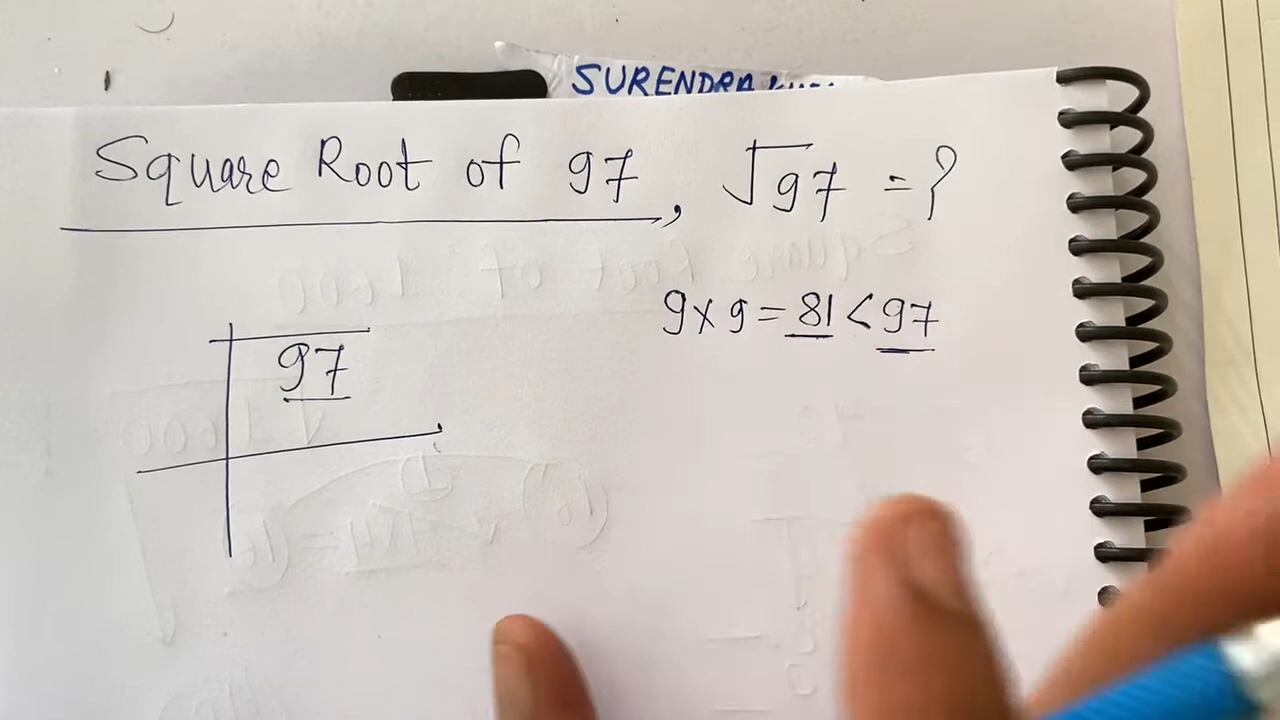 SURENDRA
Square Root of 97, √97 = ?
9 x 9 = 81 < 97
97